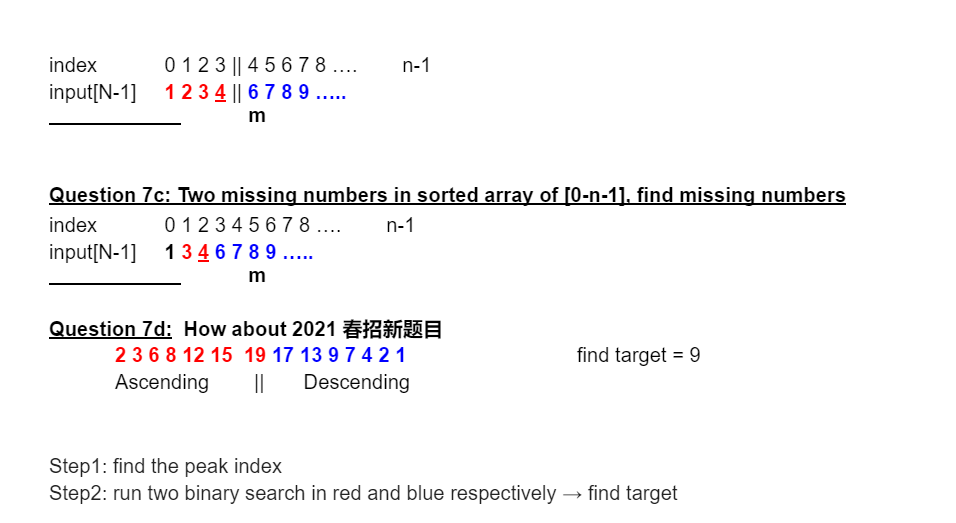 index 0 1 2 3 || 4 5 6 7 8 …. n-1
input[N-1] 1 2 3 4 || 6 7 8 9 …..
m
Question 7c: Two missing numbers in sorted array of [0-n-1], find missing numbers
index 0 1 2 3 4 5 6 7 8 …. n-1
input[N-1] 1 3 4 6 7 8 9 …..
m
Question 7d: How about 2021 春招新题目
2 3 6 8 12 15 19 17 13 9 7 4 2 1 find target = 9
Ascending || Descending
Step1: find the peak index
Step2: run two binary search in red and blue respectively → find target